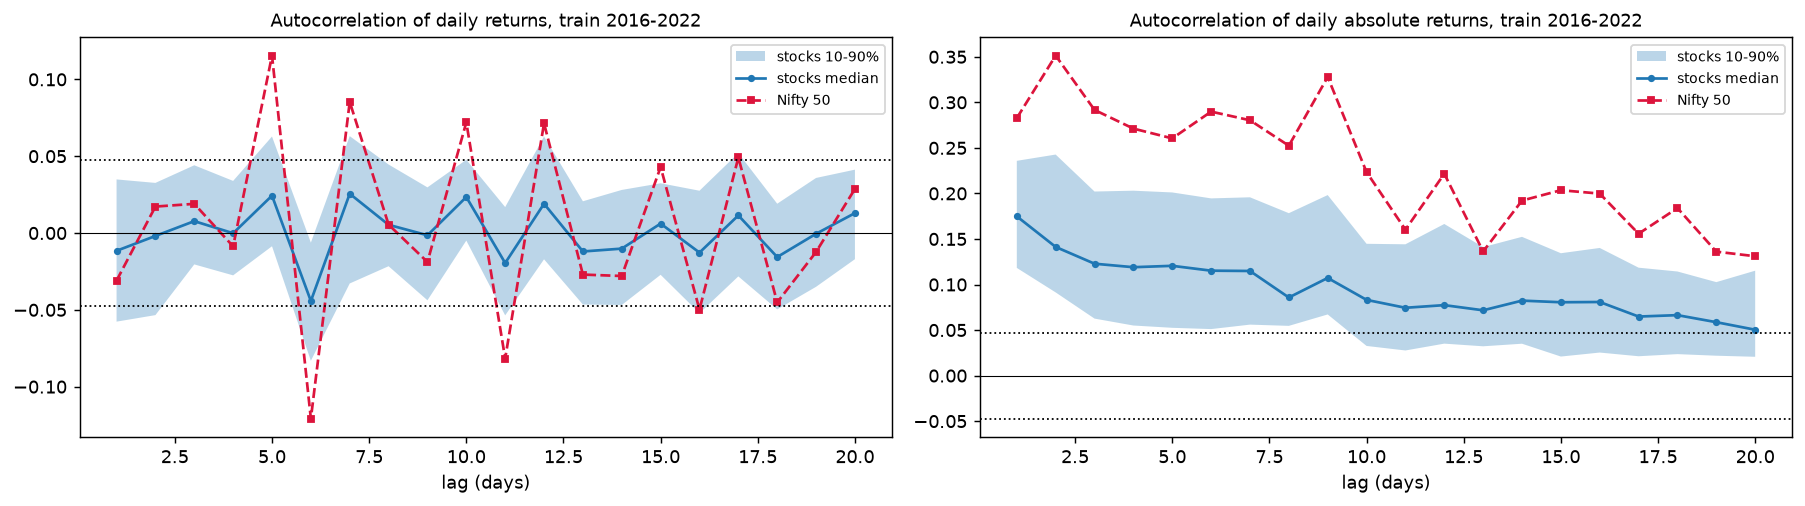 Autocorrelation of daily returns, train 2016-2022
stocks 10-90%
stocks median
Nifty 50
0.10
0.05
0.00
−0.05
−0.10
2.5 5.0 7.5 10.0 12.5 15.0 17.5 20.0
lag (days)
Autocorrelation of daily absolute returns, train 2016-2022
stocks 10-90%
stocks median
Nifty 50
0.35
0.30
0.25
0.20
0.15
0.10
0.05
0.00
−0.05
2.5 5.0 7.5 10.0 12.5 15.0 17.5 20.0
lag (days)